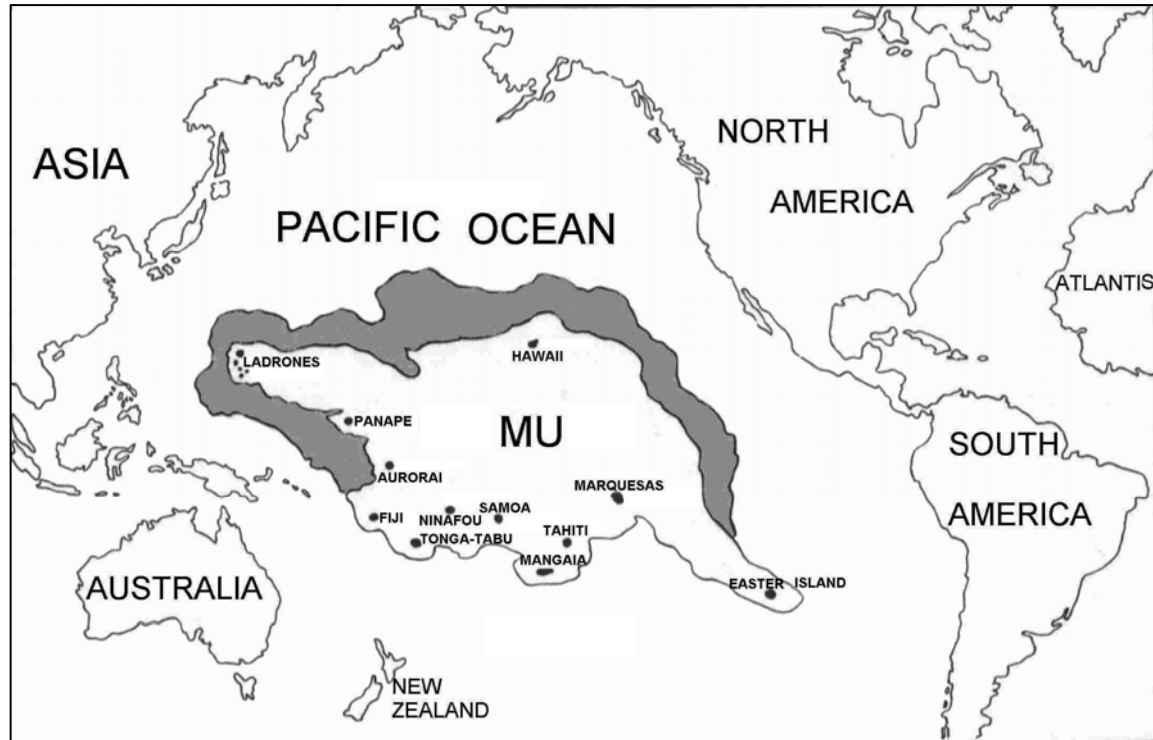 NORTH
ASIA
AMERICA
PACIFIC OCEAN
ATLANTIS
HAWAII
LADRONES
PANAPE
MU
SOUTH
AURORAI
MARQUESAS
SAMOA
AMERICA
FIJI
NINAFOU
TAHITI
TONGA-TABU
MANGAIA
AUSTRALIA
EASTER ISLAND
NEW
ZEALAND